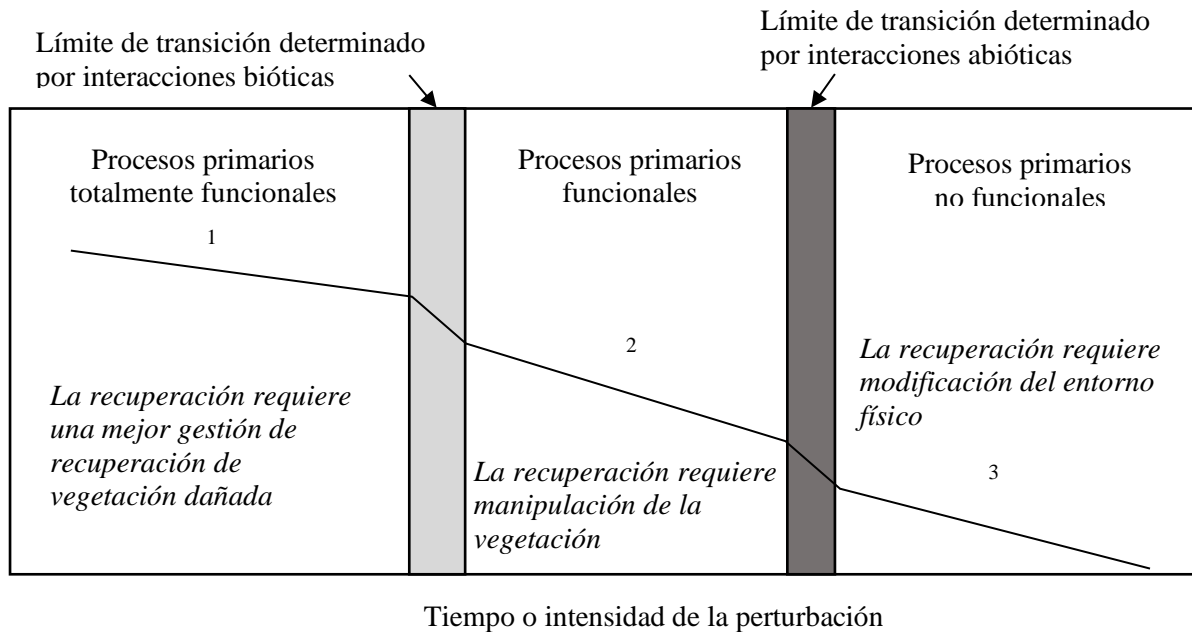 Límite de transición determinado
por interacciones bióticas
Límite de transición determinado
por interacciones abióticas
Procesos primarios
totalmente funcionales
Procesos primarios
funcionales
Procesos primarios
no funcionales
1
2
3
La recuperación requiere
una mejor gestión de
recuperación de
vegetación dañada
La recuperación requiere
manipulación de la
vegetación
La recuperación requiere
modificación del entorno
físico
Tiempo o intensidad de la perturbación